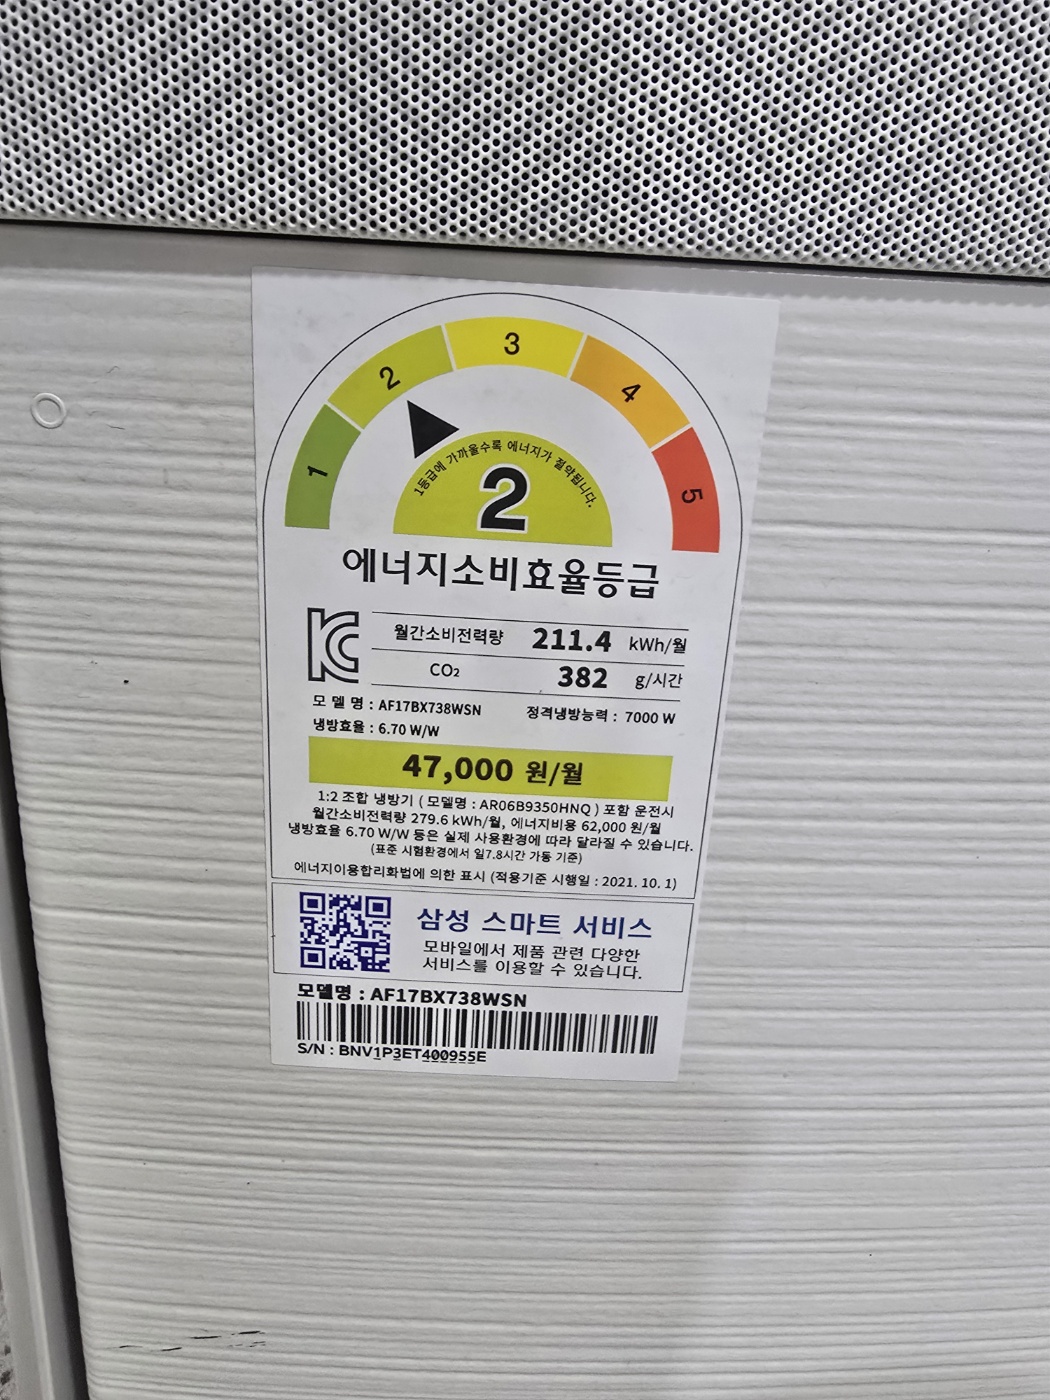 1
2
3
4
5
1등급에 가까울수록 에너지가 절약됩니다.
2
에너지소비효율등급
월간소비전력량 211.4 kWh/월
CO₂ 382 g/시간
모 델 명 : AF17BX738WSN 정격냉방능력 : 7000 W
냉방효율 : 6.70 W/W
47,000 원/월
1:2 조합 냉방기 ( 모델명 : AR06B9350HNQ ) 포함 운전시
월간소비전력량 279.6 kWh/월, 에너지비용 62,000 원/월
냉방효율 6.70 W/W 등은 실제 사용환경에 따라 달라질 수 있습니다.
(표준 시험환경에서 일7.8시간 가동 기준)
에너지이용합리화법에 의한 표시 (적용기준 시행일 : 2021. 10. 1)
삼성 스마트 서비스
모바일에서 제품 관련 다양한
서비스를 이용할 수 있습니다.
모델명 : AF17BX738WSN
S/N : BNV1P3ET400955E